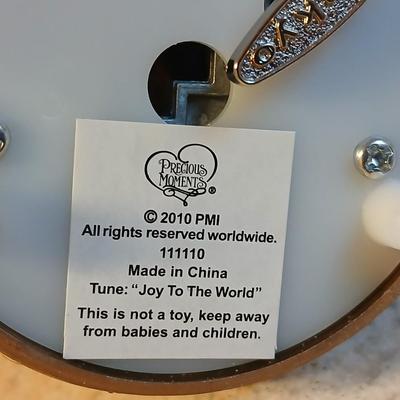 SANKYO
PRECIOUS
MOMENTS®
© 2010 PMI
All rights reserved worldwide.
111110
Made in China
Tune: “Joy To The World”
This is not a toy, keep away
from babies and children.